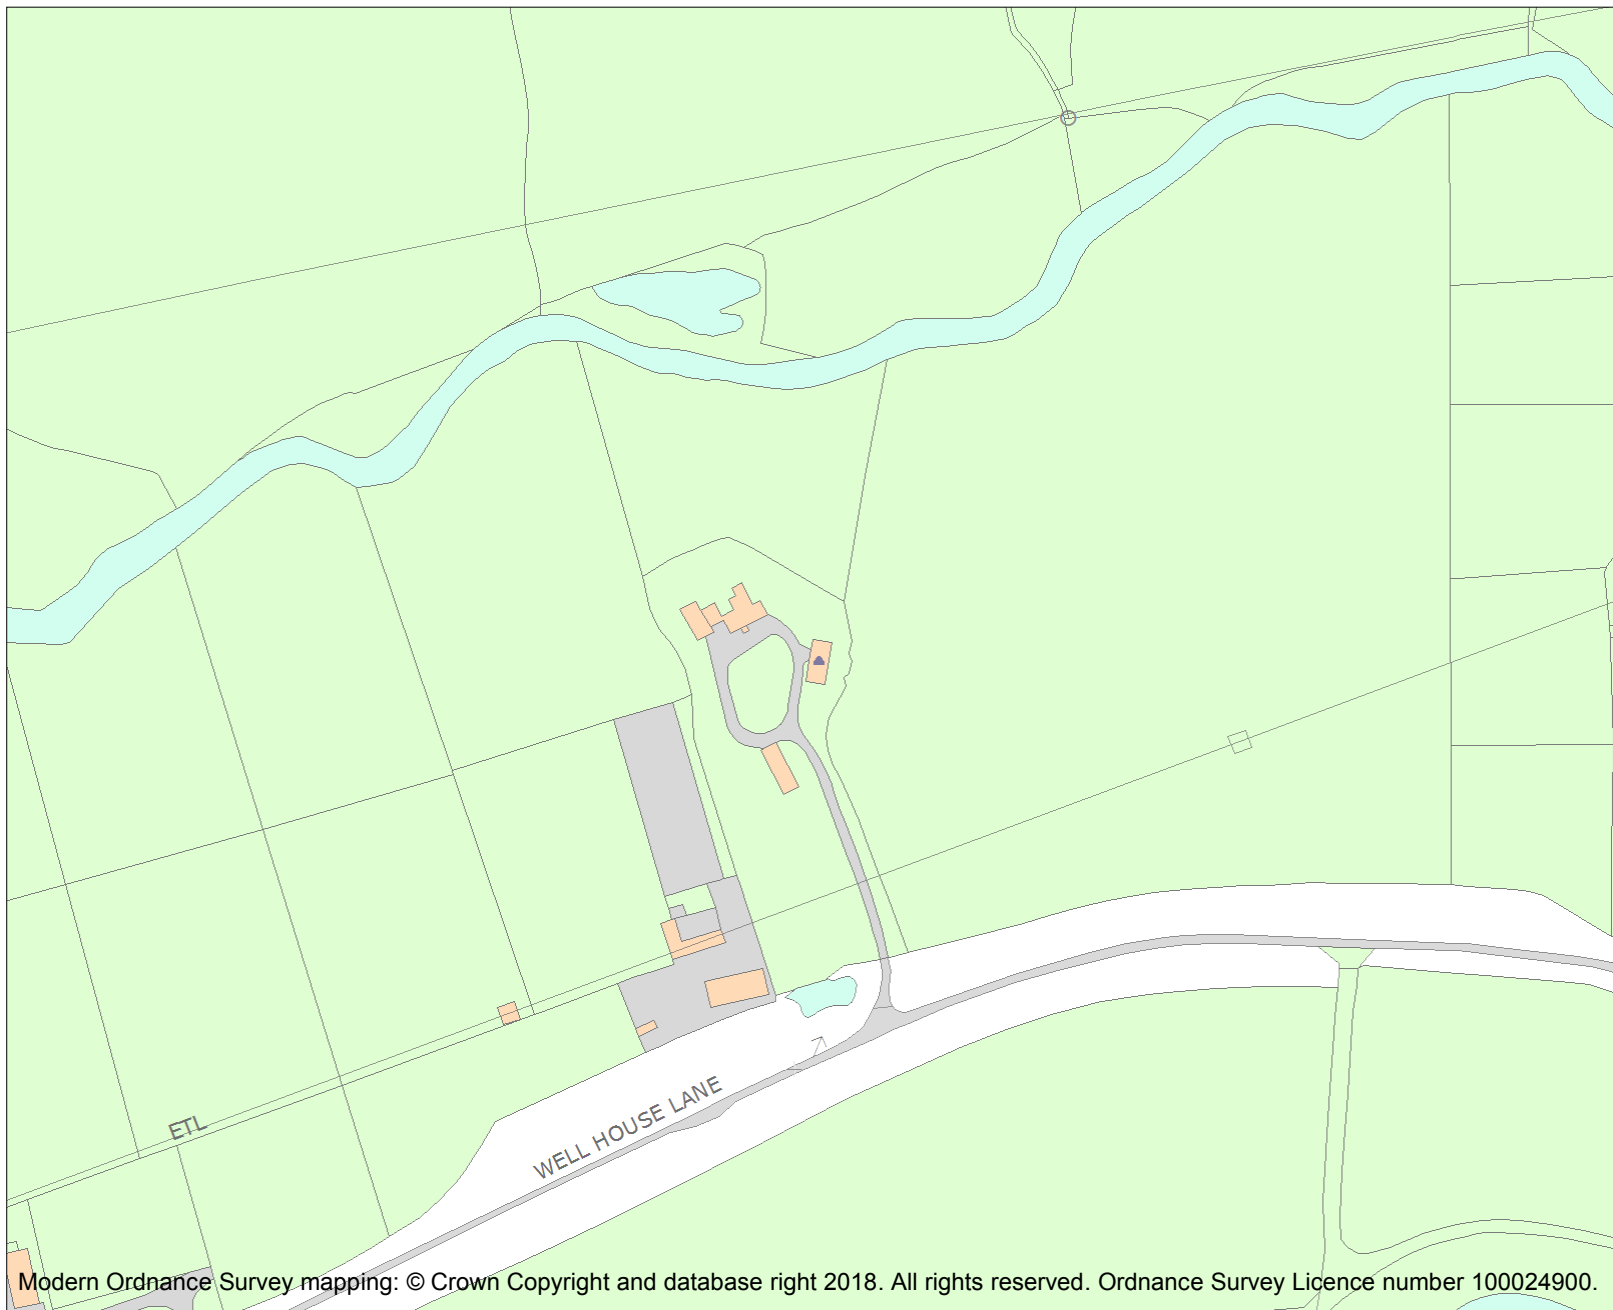 ETL
WELL HOUSE LANE
Modern Ordnance Survey mapping: © Crown Copyright and database right 2018. All rights reserved. Ordnance Survey Licence number 100024900.